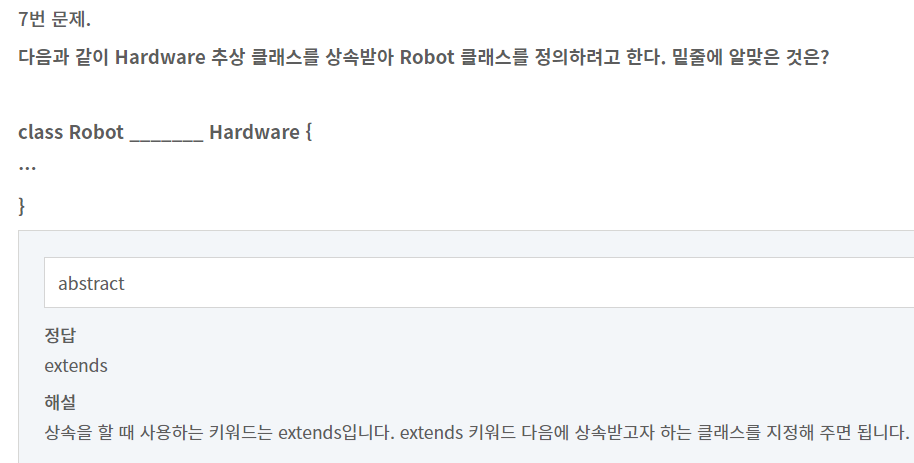 7번 문제.
다음과 같이 Hardware 추상 클래스를 상속받아 Robot 클래스를 정의하려고 한다. 밑줄에 알맞은 것은?
class Robot _______ Hardware {
...
}
abstract
정답
extends
해설
상속을 할 때 사용하는 키워드는 extends입니다. extends 키워드 다음에 상속받고자 하는 클래스를 지정해 주면 됩니다.